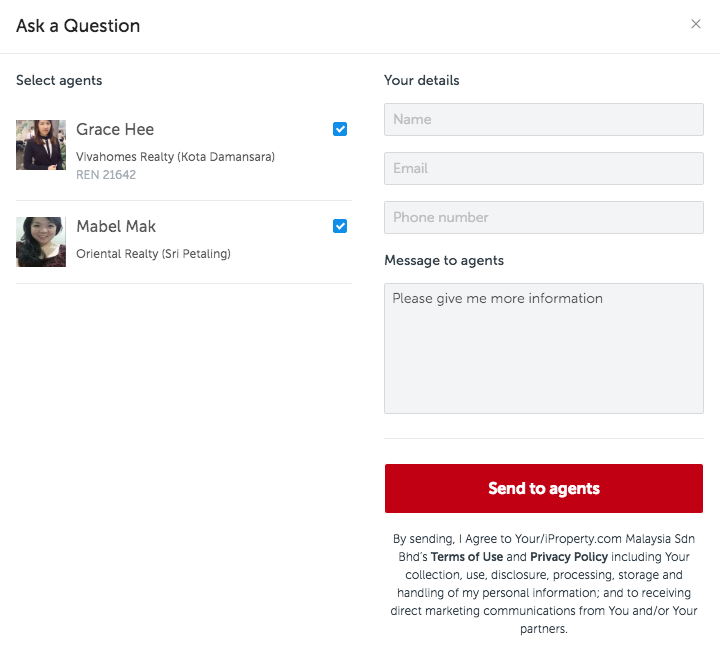 Ask a Question
Select agents
Grace Hee
Vivahomes Realty (Kota Damansara)
REN 21642
Mabel Mak
Oriental Realty (Sri Petaling)
Your details
Name
Email
Phone number
Message to agents
Please give me more information
Send to agents
By sending, I Agree to Your/iProperty.com Malaysia Sdn
Bhd's Terms of Use and Privacy Policy including Your
collection, use, disclosure, processing, storage and
handling of my personal information; and to receiving
direct marketing communications from You and/or Your
partners.